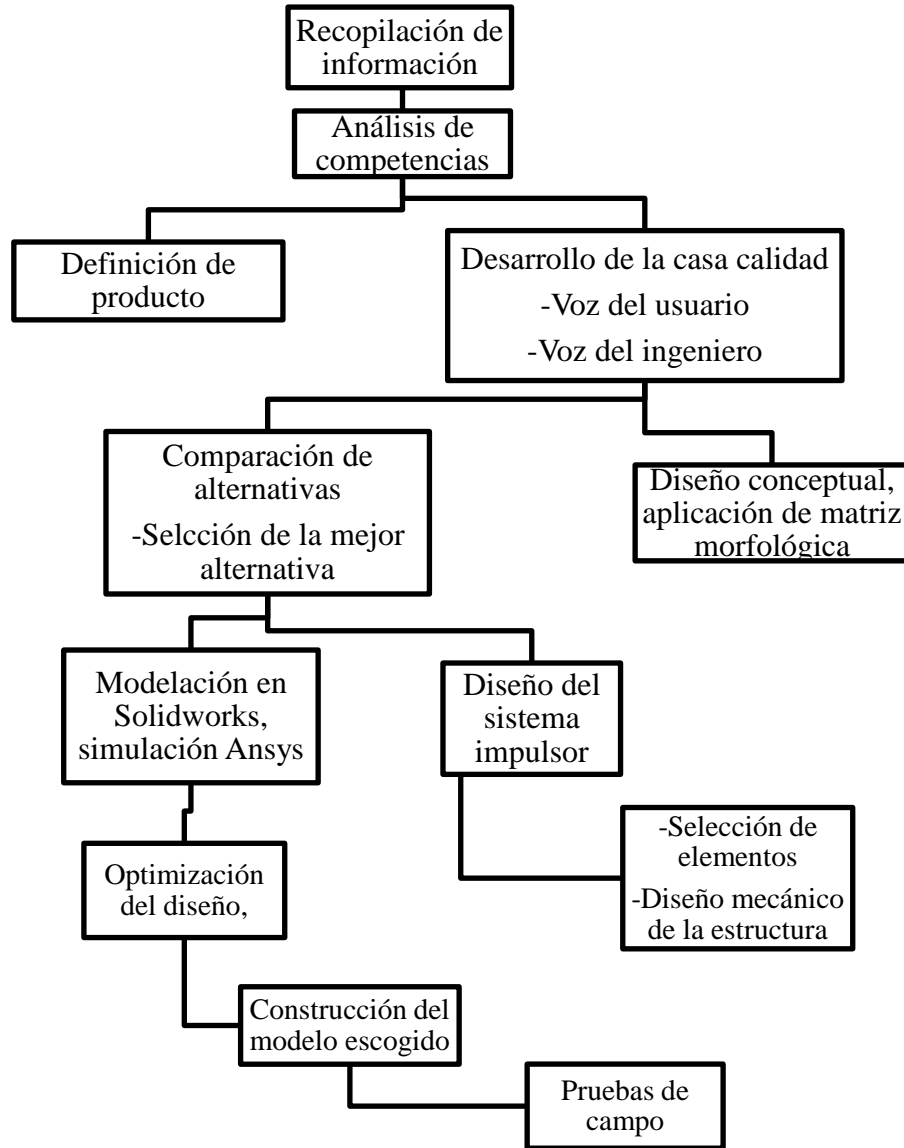 Recopilación de
información
Análisis de
competencias
Definición de
producto
Desarrollo de la casa calidad
-Voz del usuario
-Voz del ingeniero
Comparación de
alternativas
-Selcción de la mejor
alternativa
Diseño conceptual,
aplicación de matriz
morfológica
Modelación en
Solidworks,
simulación Ansys
Diseño del
sistema
impulsor
-Selección de
elementos
-Diseño mecánico
de la estructura
Optimización
del diseño,
Construcción del
modelo escogido
Pruebas de
campo